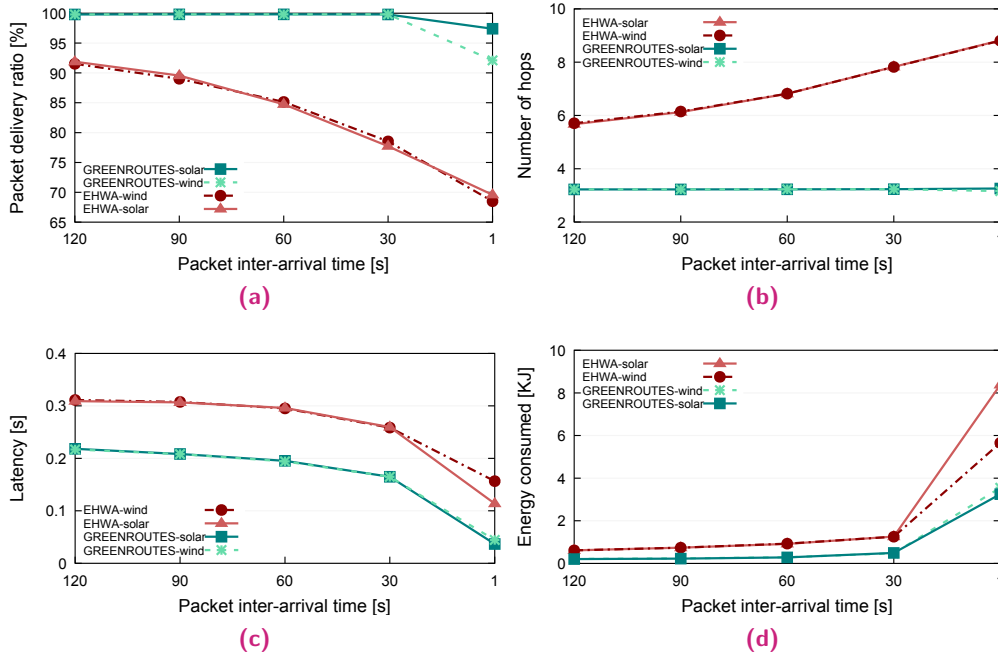 Packet delivery ratio [%]
100
95
90
85
80
75
70
65
GREENROUTES-solar
GREENROUTES-wind
EHWA-wind
EHWA-solar
120 90 60 30 1
Packet inter-arrival time [s]
(a)
Number of hops
10
8
6
4
2
EHWA-solar
EHWA-wind
GREENROUTES-solar
GREENROUTES-wind
120 90 60 30 1
Packet inter-arrival time [s]
(b)
Latency [s]
0.4
0.3
0.2
0.1
0
EHWA-wind
EHWA-solar
GREENROUTES-solar
GREENROUTES-wind
120 90 60 30 1
Packet inter-arrival time [s]
(c)
Energy consumed [KJ]
10
8
6
4
2
0
EHWA-solar
EHWA-wind
GREENROUTES-wind
GREENROUTES-solar
120 90 60 30 1
Packet inter-arrival time [s]
(d)